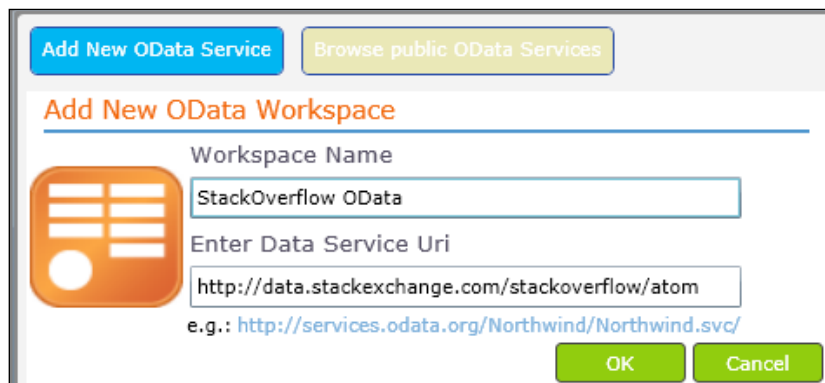 Add New OData Service
Browse public OData Services
Add New OData Workspace
Workspace Name
StackOverflow OData
Enter Data Service Uri
http://data.stackexchange.com/stackoverflow/atom
e.g.: http://services.odata.org/Northwind/Northwind.svc/
OK
Cancel